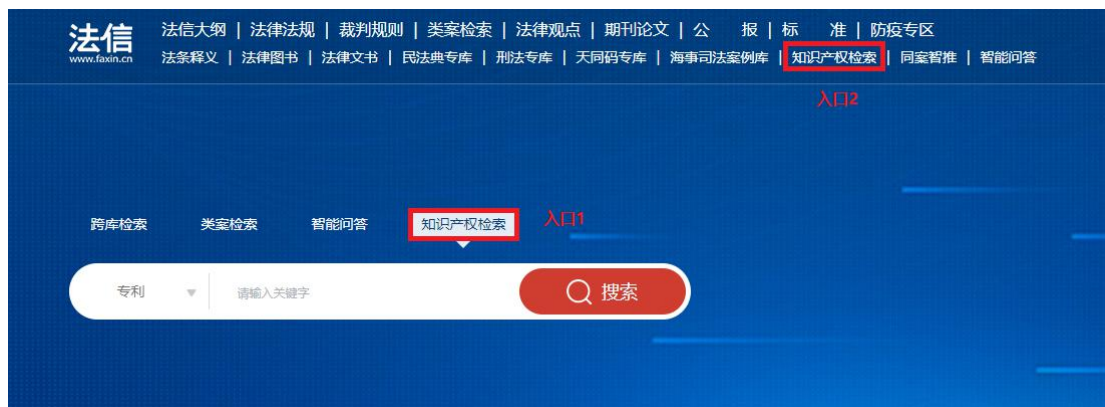 法信 法信大纲 | 法律法规 | 裁判规则 | 类案检索 | 法律观点 | 期刊论文 | 公 报 | 标 准 | 防疫专区
www.faxin.cn 法条释义 | 法律图书 | 法律文书 | 民法典专库 | 刑法专库 | 天同码专库 | 海事司法案例库 | 知识产权检索 | 同案智推 | 智能问答
入口2
跨库检索 类案检索 智能问答 知识产权检索 入口1
专利 请输入关键字 搜索